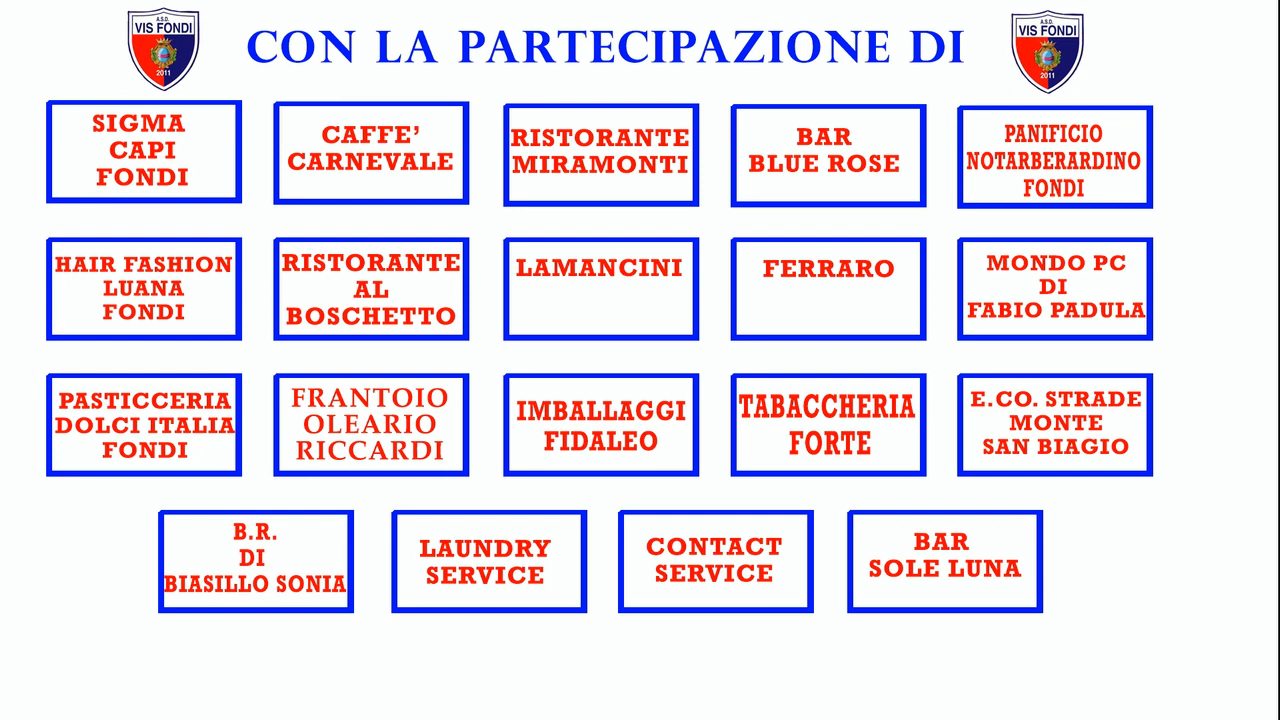 A.S.D.
VIS FONDI
2011
CON LA PARTECIPAZIONE DI
A.S.D.
VIS FONDI
2011
SIGMA
CAPI
FONDI
CAFFE’
CARNEVALE
RISTORANTE
MIRAMONTI
BAR
BLUE ROSE
PANIFICIO
NOTARBERARDINO
FONDI
HAIR FASHION
LUANA
FONDI
RISTORANTE
AL
BOSCHETTO
LAMANCINI
FERRARO
MONDO PC
DI
FABIO PADULA
PASTICCERIA
DOLCI ITALIA
FONDI
FRANTOIO
OLEARIO
RICCARDI
IMBALLAGGI
FIDALEO
TABACCHERIA
FORTE
E.CO. STRADE
MONTE
SAN BIAGIO
B.R.
DI
BIASILLO SONIA
LAUNDRY
SERVICE
CONTACT
SERVICE
BAR
SOLE LUNA